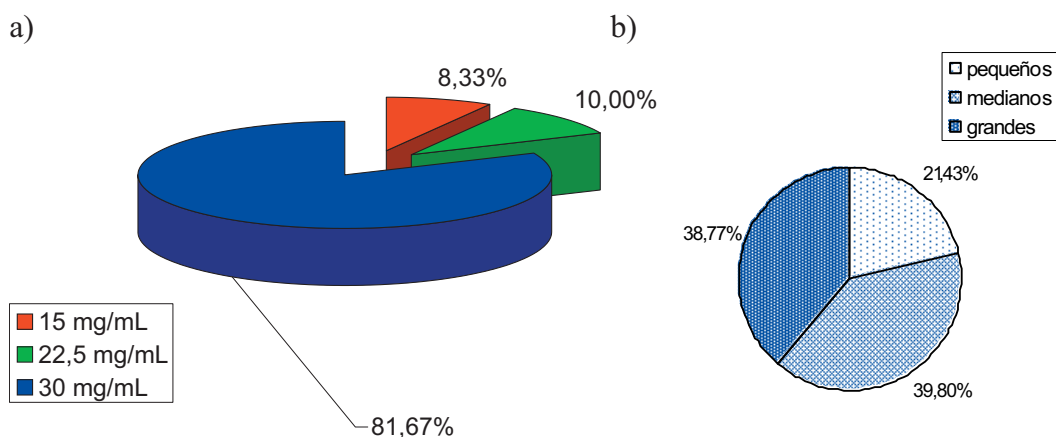 a)
8,33%
10,00%
15 mg/mL
22,5 mg/mL
30 mg/mL
81,67%
b)
pequeños
medianos
grandes
21,43%
38,77%
39,80%